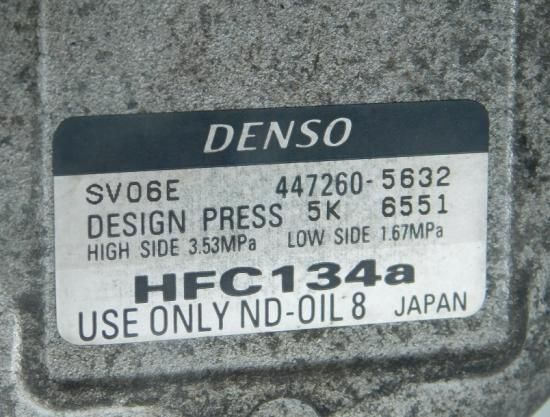 DENSO
SV06E 447260-5632
DESIGN PRESS 5K 6551
HIGH SIDE 3.53MPa LOW SIDE 1.67MPa
HFC134a
USE ONLY ND-OIL 8 JAPAN